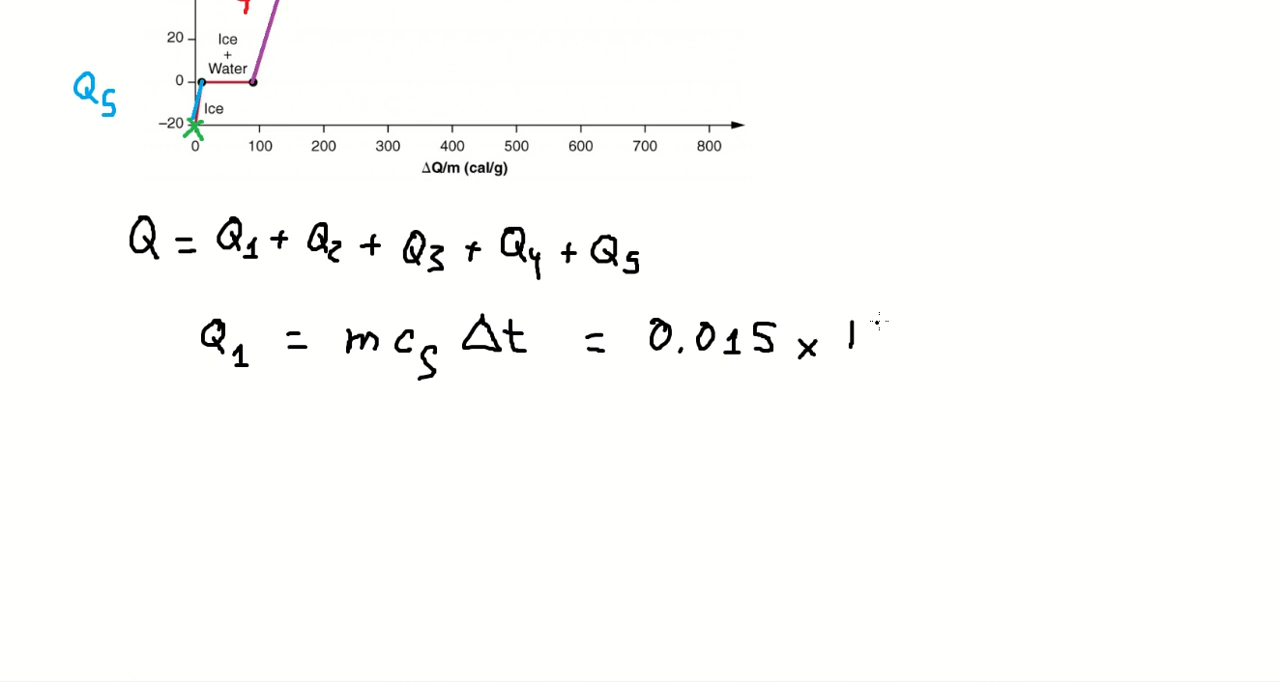 20
Ice
+
Water
0
Q5
Ice
-20
0 100 200 300 400 500 600 700 800
ΔQ/m (cal/g)
Q = Q1 + Q2 + Q3 + Q4 + Q5
Q1 = m cs Δt = 0.015 × 1